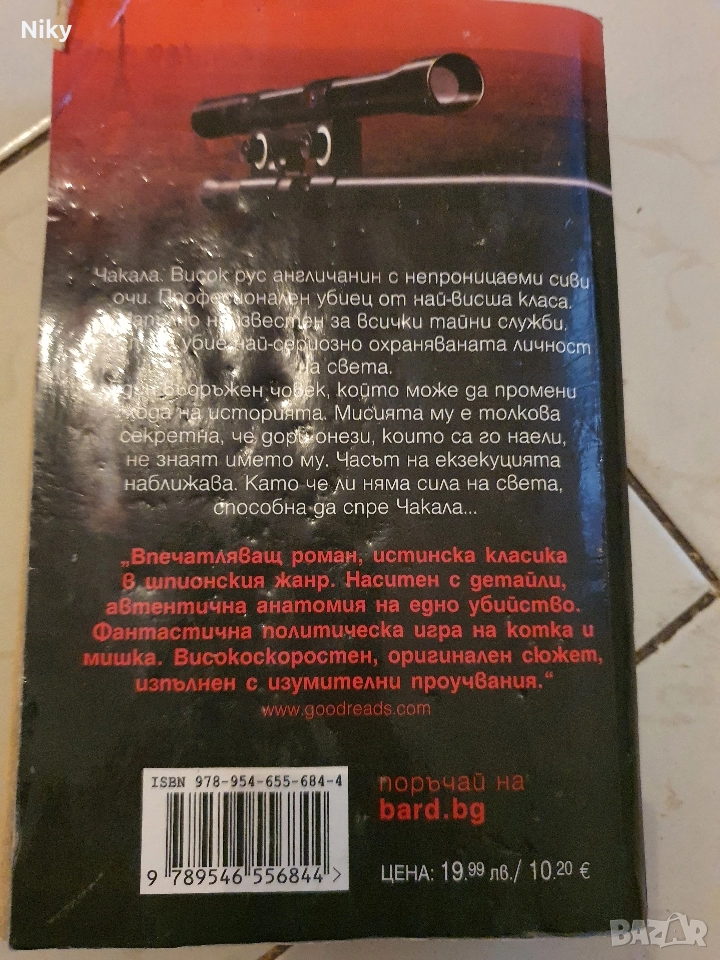 Niky
Чакала. Висок рус англичанин с непроницаеми сиви
очи. Професионален убиец от най-висша класа.
неизвестен за всички тайни служби,
убие най-сериозно охраняваната личност
на света.
въоръжен човек, който може да промени
хода на историята. Мисията му е толкова
секретна, че дори онези, които са го наели,
не знаят името му. Часът на екзекуцията
наближава. Като че ли няма сила на света,
способна да спре Чакала...
„Впечатляващ роман, истинска класика
в шпионския жанр. Наситен с детайли,
автентична анатомия на едно убийство.
Фантастична политическа игра на котка и
мишка. Високоскоростен, оригинален сюжет,
изпълнен с изумителни проучвания.“
www.goodreads.com
ISBN 978-954-655-684-4
поръчай на
bard.bg
9 789546 556844 >
ЦЕНА: 19.99 лв./ 10.20 €
BAZAR